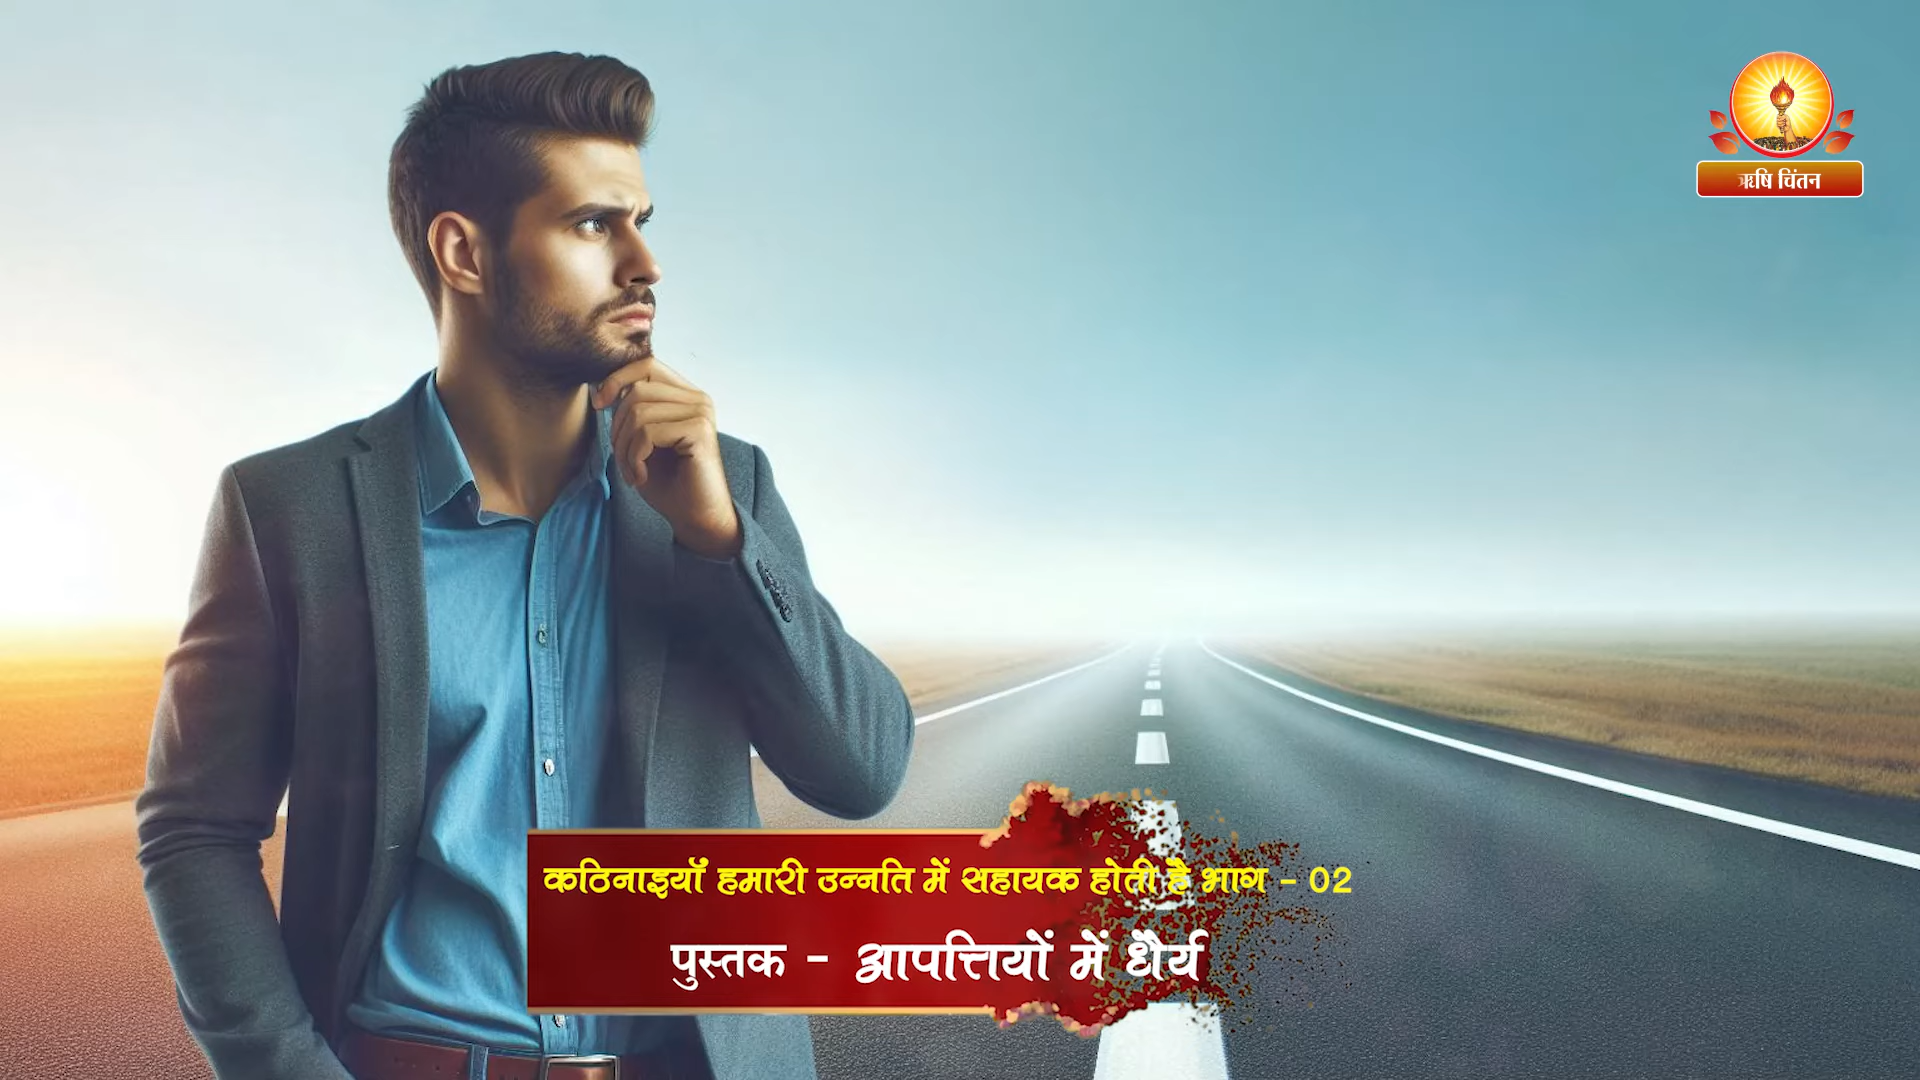 ऋषि चिंतन
कठिनाइयाँ हमारी उन्नति में सहायक होती है भाग - 02
पुस्तक - आपत्तियों में धैर्य